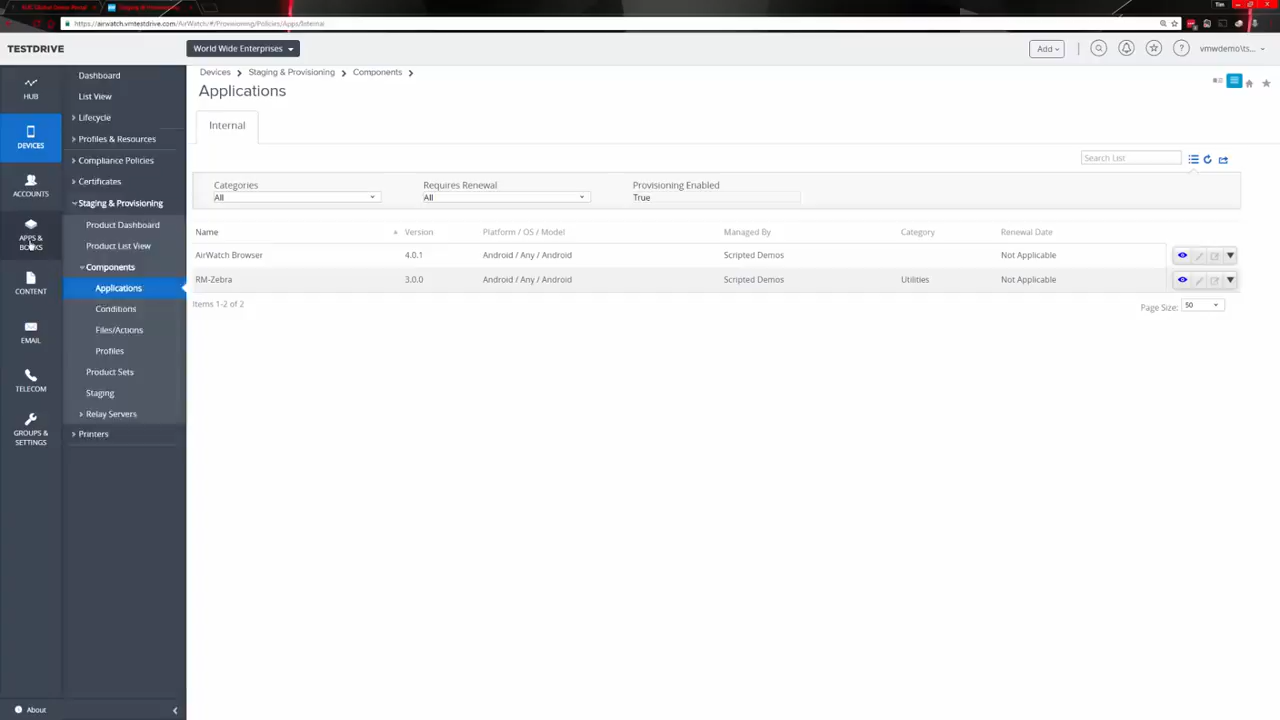 Tim
https://airwatch.vmtestdrive.com/AirWatch/#/Provisioning/Policies/Apps/Internal
TESTDRIVE
World Wide Enterprises
Add
vmwdemo\ts...
HUB
DEVICES
ACCOUNTS
APPS &
BOOKS
CONTENT
EMAIL
TELECOM
GROUPS &
SETTINGS
Dashboard
List View
Lifecycle
Profiles & Resources
Compliance Policies
Certificates
Staging & Provisioning
Product Dashboard
Product List View
Components
Applications
Conditions
Files/Actions
Profiles
Product Sets
Staging
Relay Servers
Printers
About
Devices Staging & Provisioning Components
Applications
Internal
Search List
Categories Requires Renewal Provisioning Enabled
All All True
Name Version Platform / OS / Model Managed By Category Renewal Date
AirWatch Browser 4.0.1 Android / Any / Android Scripted Demos Not Applicable
RM-Zebra 3.0.0 Android / Any / Android Scripted Demos Utilities Not Applicable
Items 1-2 of 2
Page Size: 50